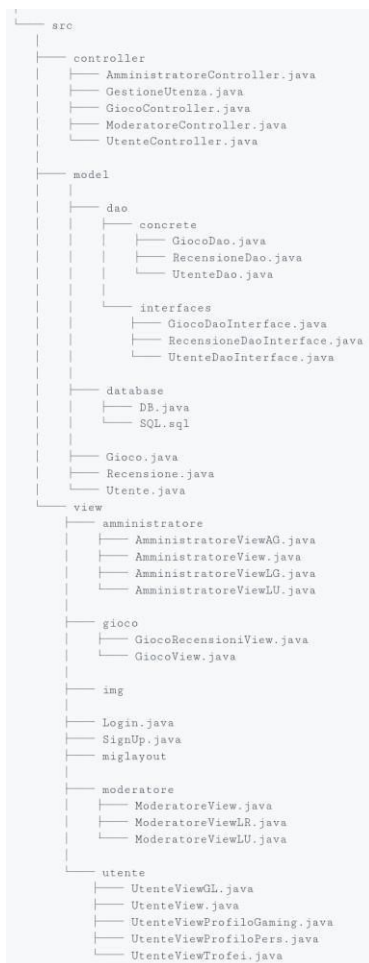 src
controller
AmministratoreController.java
GestioneUtenza.java
GiocoController.java
ModeratoreController.java
UtenteController.java
model
dao
concrete
GiocoDao.java
RecensioneDao.java
UtenteDao.java
interfaces
GiocoDaoInterface.java
RecensioneDaoInterface.java
UtenteDaoInterface.java
database
DB.java
SQL.sql
Gioco.java
Recensione.java
Utente.java
view
amministratore
AmministratoreViewAG.java
AmministratoreView.java
AmministratoreViewLG.java
AmministratoreViewLU.java
gioco
GiocoRecensioniView.java
GiocoView.java
img
Login.java
SignUp.java
miglayout
moderatore
ModeratoreView.java
ModeratoreViewLR.java
ModeratoreViewLU.java
utente
UtenteViewGL.java
UtenteView.java
UtenteViewProfiloGaming.java
UtenteViewProfiloPers.java
UtenteViewTrofei.java